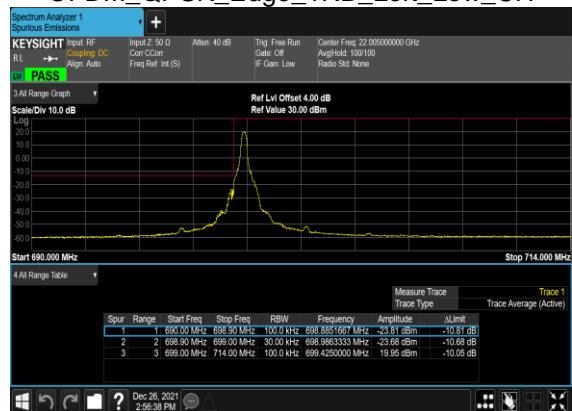 Spectrum Analyzer 1
Spurious Emissions
+
KEYSIGHT Input: RF Input Z: 50 Ω Atten: 40 dB Trig: Free Run Center Freq: 22.005000000 GHz
RL Coupling: DC Corr CCorr Gate: Off Avg|Hold: 100/100
Align: Auto Freq Ref: Int (S) IF Gain: Low Radio Std: None
LW PASS
3 All Range Graph
Ref Lvl Offset 4.00 dB
Scale/Div 10.0 dB Ref Value 30.00 dBm
Log
20.0
10.0
0.00
-10.0
-20.0
-30.0
-40.0
-50.0
-60.0
Start 690.000 MHz Stop 714.000 MHz
4 All Range Table
Measure Trace Trace 1
Trace Type Trace Average (Active)
Spur Range Start Freq Stop Freq RBW Frequency Amplitude ΔLimit
1 1 690.00 MHz 698.90 MHz 100.0 kHz 698.8851667 MHz -23.81 dBm -10.81 dB
2 2 698.90 MHz 699.00 MHz 30.00 kHz 698.9863333 MHz -23.68 dBm -10.68 dB
3 3 699.00 MHz 714.00 MHz 100.0 kHz 699.4250000 MHz 19.95 dBm -10.05 dB
? Dec 26, 2021
2:56:38 PM